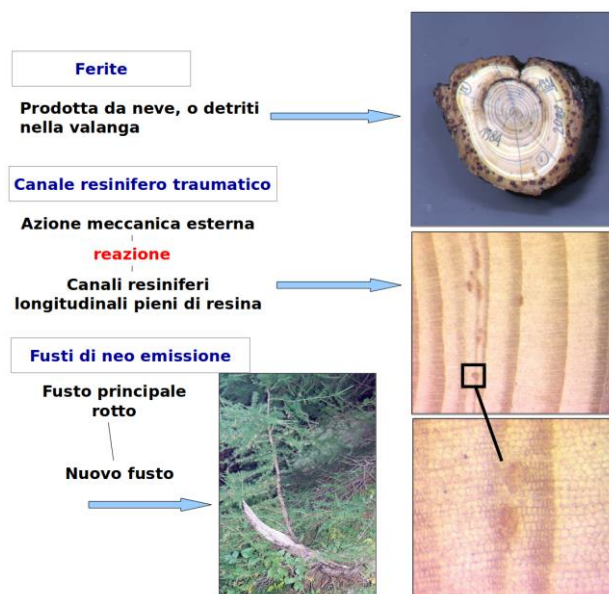 Ferite
Prodotta da neve, o detriti
nella valanga
Canale resinifero traumatico
Azione meccanica esterna
reazione
Canali resiniferi
longitudinali pieni di resina
Fusti di neo emissione
Fusto principale
rotto
Nuovo fusto
1984